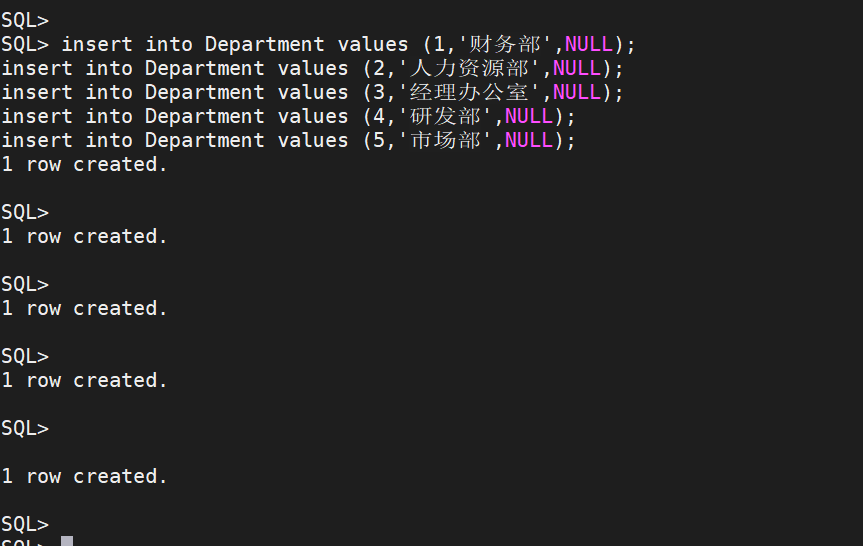 SQL>
SQL> insert into Department values (1,'财务部',NULL);
insert into Department values (2,'人力资源部',NULL);
insert into Department values (3,'经理办公室',NULL);
insert into Department values (4,'研发部',NULL);
insert into Department values (5,'市场部',NULL);
1 row created.
SQL>
1 row created.
SQL>
1 row created.
SQL>
1 row created.
SQL>
1 row created.
SQL>
SQL>